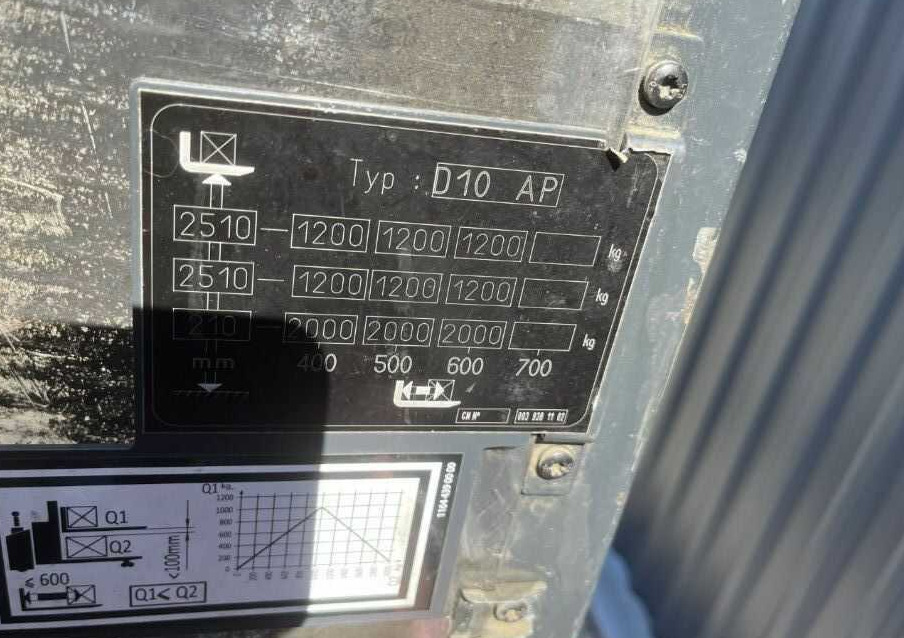 Typ : D10 AP
2510 1200 1200 1200 kg
2510 1200 1200 1200 kg
210 2000 2000 2000 kg
mm 400 500 600 700
CN N°
Q1 kg.
1200
1000
800
600
400
200
0
Q1
Q2
<100mm
≤ 600
Q1≤ Q2